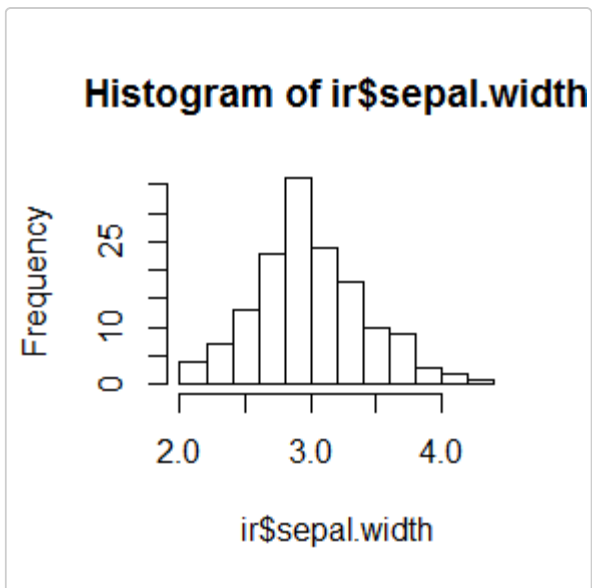 Histogram of ir$sepal.width
Frequency
25
10
0
2.0 3.0 4.0
ir$sepal.width